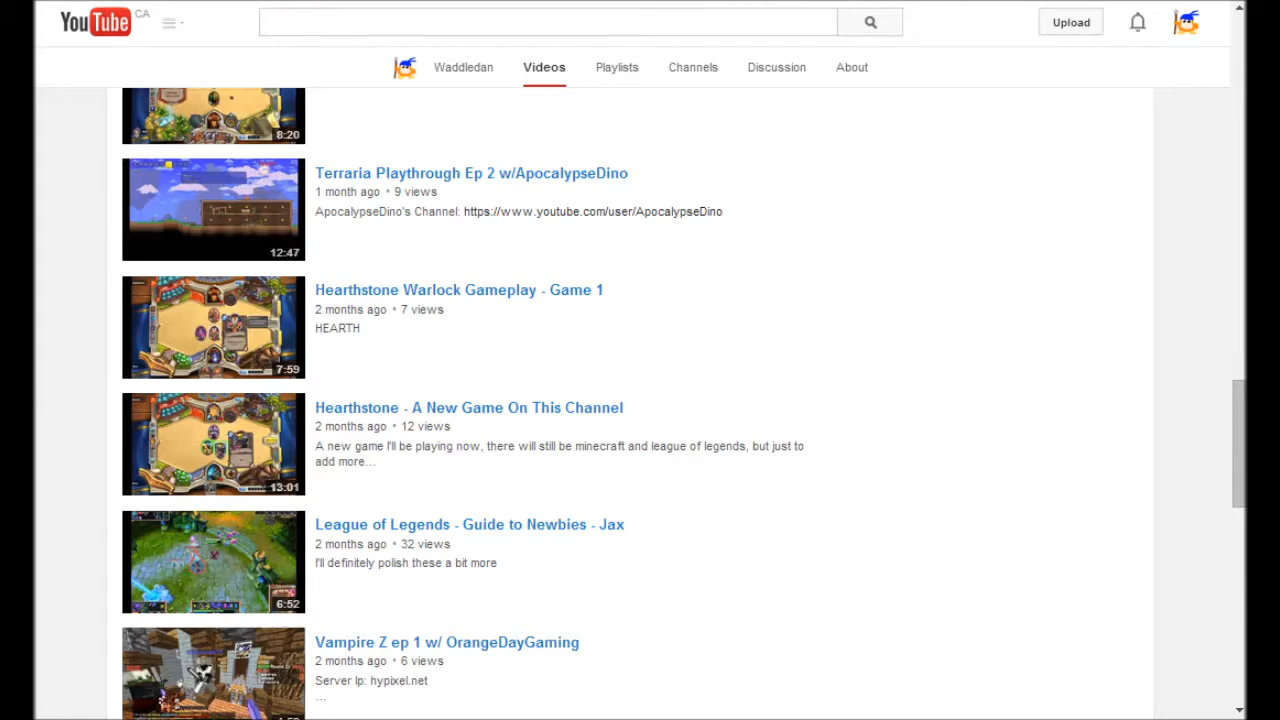 YouTube CA
Upload
Waddledan Videos Playlists Channels Discussion About
8:20
Terraria Playthrough Ep 2 w/ApocalypseDino
1 month ago • 9 views
ApocalypseDino's Channel: https://www.youtube.com/user/ApocalypseDino
12:47
Hearthstone Warlock Gameplay - Game 1
2 months ago • 7 views
HEARTH
7:59
Hearthstone - A New Game On This Channel
2 months ago • 12 views
A new game I'll be playing now, there will still be minecraft and league of legends, but just to
add more...
13:01
League of Legends - Guide to Newbies - Jax
2 months ago • 32 views
I'll definitely polish these a bit more
6:52
Vampire Z ep 1 w/ OrangeDayGaming
2 months ago • 6 views
Server Ip: hypixel.net
...